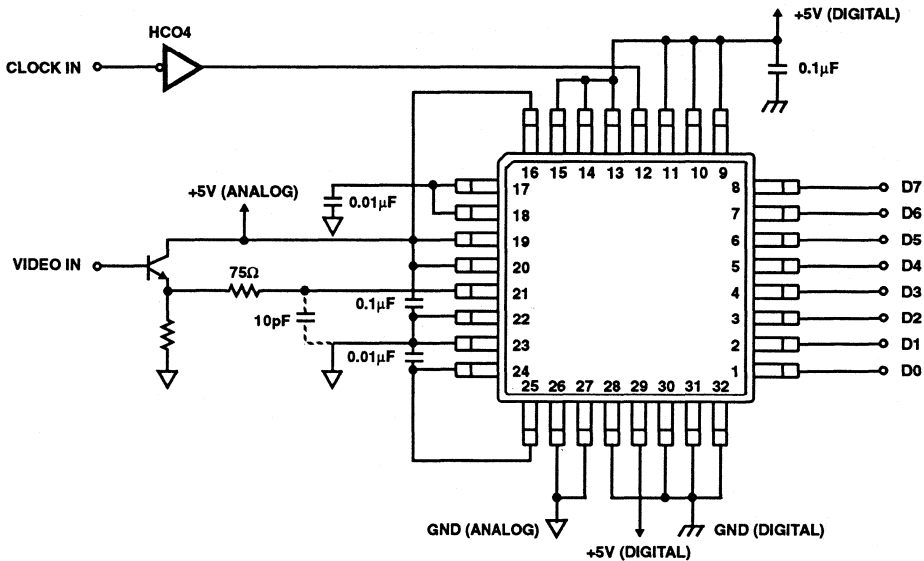 +5V (DIGITAL)
HCO4
CLOCK IN
0.1µF
16 15 14 13 12 11 10 9
+5V (ANALOG)
0.01µF
17
18
19
20
21
22
23
24
8
7
6
5
4
3
2
1
D7
D6
D5
D4
D3
D2
D1
D0
VIDEO IN
75Ω
10pF
0.1µF
0.01µF
25 26 27 28 29 30 31 32
GND (ANALOG)
+5V (DIGITAL)
GND (DIGITAL)